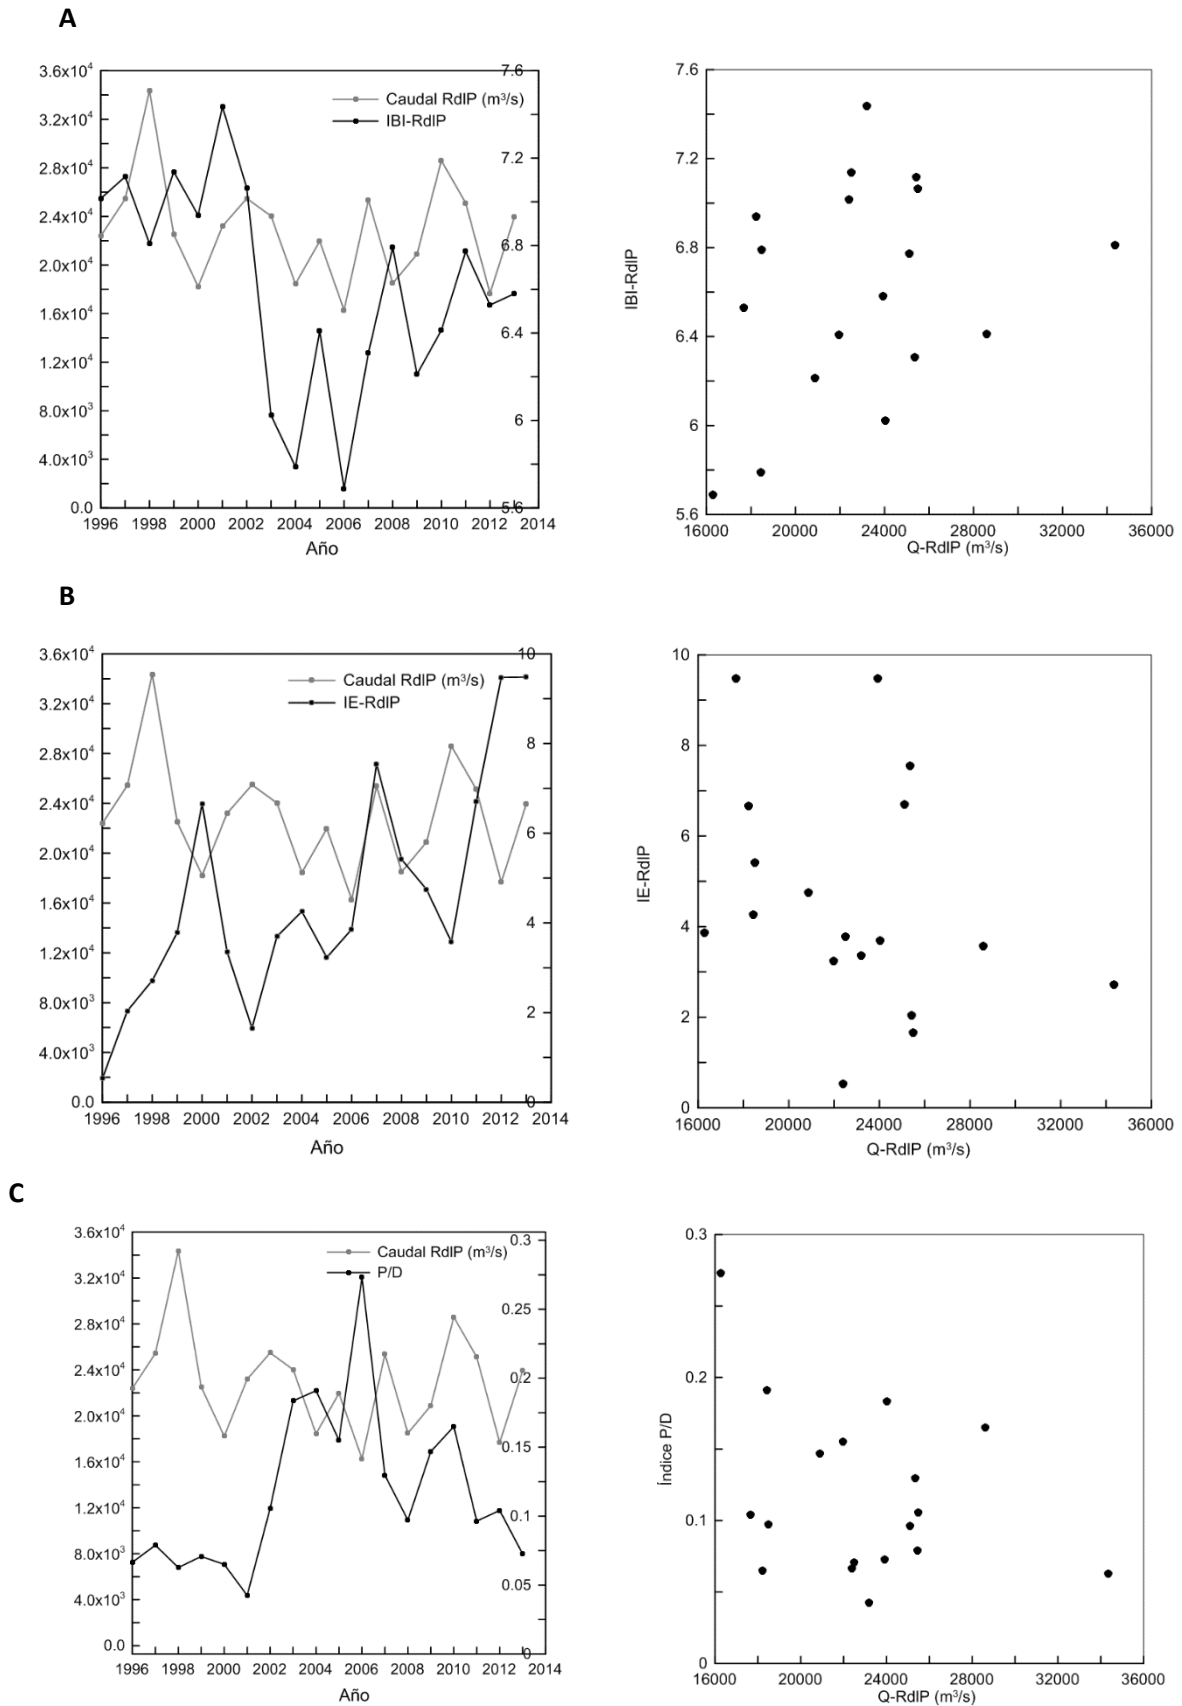 A
3.6x10⁴
3.2x10⁴
2.8x10⁴
2.4x10⁴
2.0x10⁴
1.6x10⁴
1.2x10⁴
8.0x10³
4.0x10³
0.0
7.6
7.2
6.8
6.4
6
5.6
Caudal RdlP (m³/s)
IBI-RdlP
1996 1998 2000 2002 2004 2006 2008 2010 2012 2014
Año
7.6
7.2
6.8
6.4
6
5.6
IBI-RdlP
16000 20000 24000 28000 32000 36000
Q-RdlP (m³/s)
B
3.6x10⁴
3.2x10⁴
2.8x10⁴
2.4x10⁴
2.0x10⁴
1.6x10⁴
1.2x10⁴
8.0x10³
4.0x10³
0.0
10
8
6
4
2
0
Caudal RdlP (m³/s)
IE-RdlP
1996 1998 2000 2002 2004 2006 2008 2010 2012 2014
Año
10
8
6
4
2
0
IE-RdlP
16000 20000 24000 28000 32000 36000
Q-RdlP (m³/s)
C
3.6x10⁴
3.2x10⁴
2.8x10⁴
2.4x10⁴
2.0x10⁴
1.6x10⁴
1.2x10⁴
8.0x10³
4.0x10³
0.0
0.3
0.25
0.2
0.15
0.1
0.05
0
Caudal RdlP (m³/s)
P/D
1996 1998 2000 2002 2004 2006 2008 2010 2012 2014
Año
0.3
0.2
0.1
0
Índice P/D
16000 20000 24000 28000 32000 36000
Q-RdlP (m³/s)